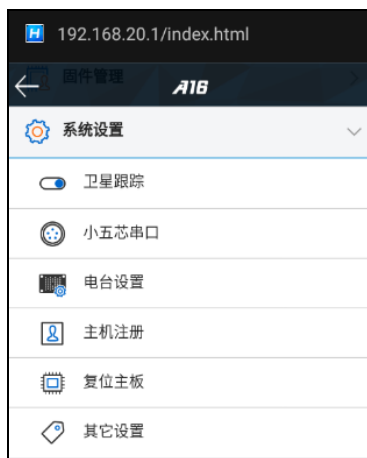 H 192.168.20.1/index.html
固件管理
A16
系统设置
卫星跟踪
小五芯串口
电台设置
主机注册
复位主板
其它设置